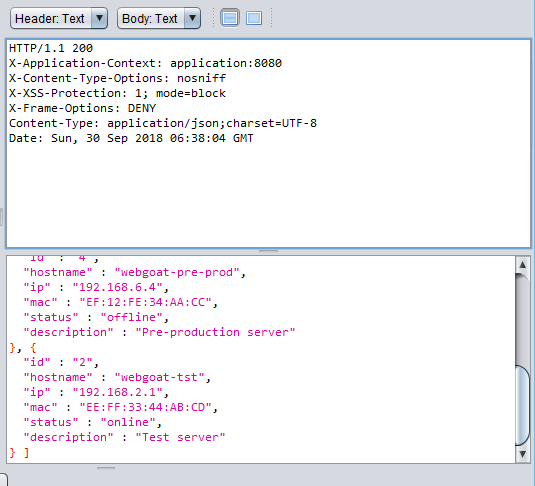 Header: Text Body: Text
HTTP/1.1 200
X-Application-Context: application:8080
X-Content-Type-Options: nosniff
X-XSS-Protection: 1; mode=block
X-Frame-Options: DENY
Content-Type: application/json;charset=UTF-8
Date: Sun, 30 Sep 2018 06:38:04 GMT
"id" : "4",
"hostname" : "webgoat-pre-prod",
"ip" : "192.168.6.4",
"mac" : "EF:12:FE:34:AA:CC",
"status" : "offline",
"description" : "Pre-production server"
}, {
"id" : "2",
"hostname" : "webgoat-tst",
"ip" : "192.168.2.1",
"mac" : "EE:FF:33:44:AB:CD",
"status" : "online",
"description" : "Test server"
} ]